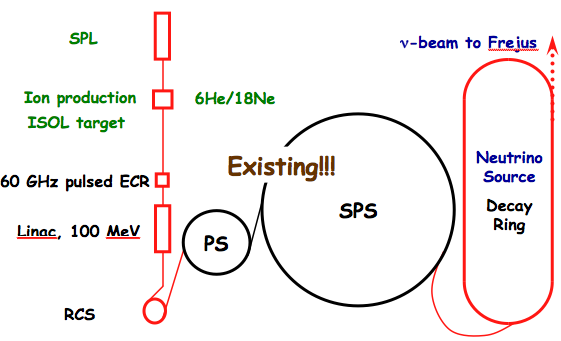 SPL
ν-beam to Frejus
Ion production
ISOL target
6He/18Ne
Existing!!!
60 GHz pulsed ECR
Linac, 100 MeV
PS
SPS
Neutrino
Source
Decay
Ring
RCS